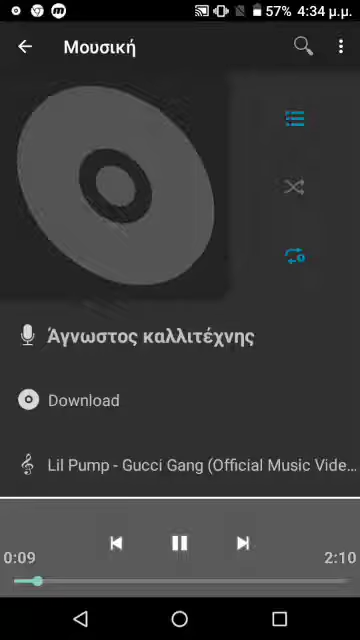 57% 4:34 μ.μ.
Μουσική
Άγνωστος καλλιτέχνης
Download
Lil Pump - Gucci Gang (Official Music Vide...
0:09 2:10